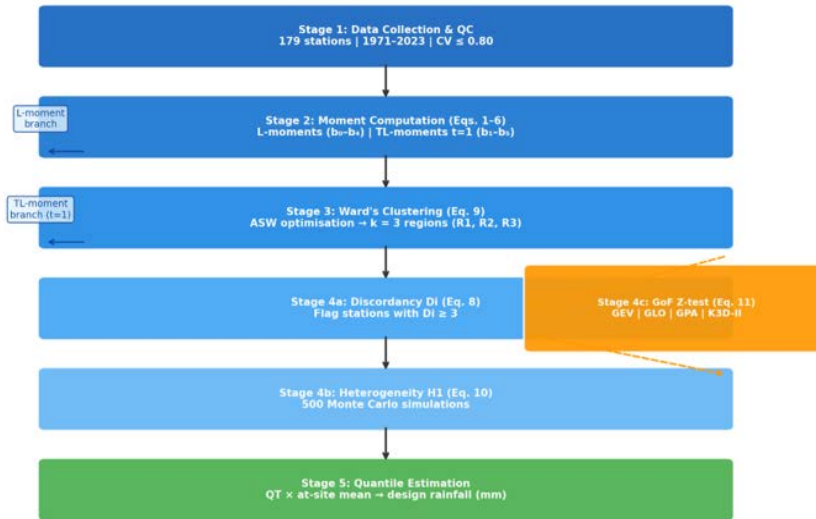 Stage 1: Data Collection & QC
179 stations | 1971–2023 | CV ≤ 0.80
L-moment
branch
Stage 2: Moment Computation (Eqs. 1–6)
L-moments (b₀–b₄) | TL-moments t=1 (b₁–b₅)
TL-moment
branch (t=1)
Stage 3: Ward's Clustering (Eq. 9)
ASW optimisation → k = 3 regions (R1, R2, R3)
Stage 4a: Discordancy Di (Eq. 8)
Flag stations with Di ≥ 3
Stage 4c: GoF Z-test (Eq. 11)
GEV | GLO | GPA | K3D-II
Stage 4b: Heterogeneity H1 (Eq. 10)
500 Monte Carlo simulations
Stage 5: Quantile Estimation
QT × at-site mean → design rainfall (mm)